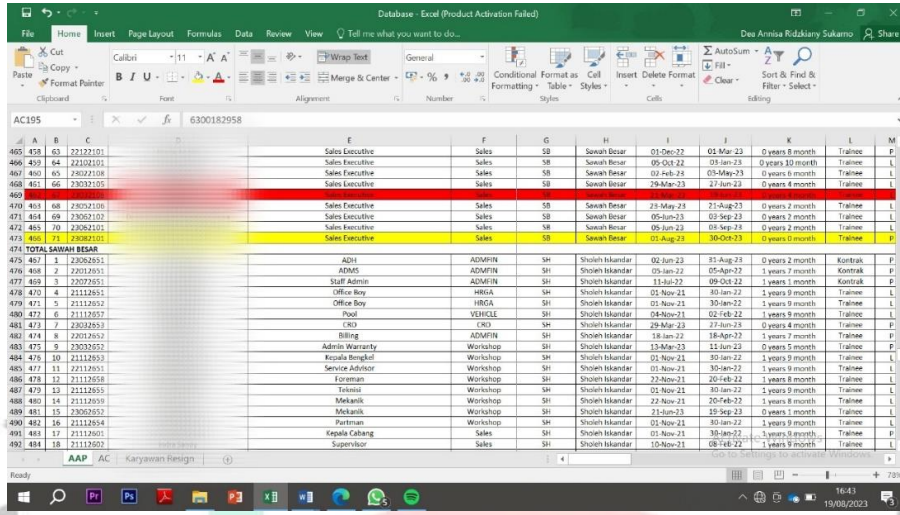 Database - Excel (Product Activation Failed)
File Home Insert Page Layout Formulas Data Review View Tell me what you want to do... Dea Annisa Ridzkiany Sukarno Share
Cut Calibri 11 Wrap Text General AutoSum
Copy Fill
Paste Format Painter B I U Merge & Center Conditional Formatting Format as Table Cell Styles Insert Delete Format Clear Sort & Filter Find & Select
Clipboard Font Alignment Number Styles Cells Editing
AC195 fx 6300182958
A B C D E F G H I J K L M
465 458 63 22122101 Sales Executive Sales SB Sawah Besar 01-Dec-22 01-Mar-23 0 years 8 month Trainee P
466 459 64 22102101 Sales Executive Sales SB Sawah Besar 05-Oct-22 03-Jan-23 0 years 10 month Trainee L
467 460 65 23022108 Sales Executive Sales SB Sawah Besar 02-Feb-23 03-May-23 0 years 6 month Trainee L
468 461 66 23032105 Sales Executive Sales SB Sawah Besar 29-Mar-23 27-Jun-23 0 years 4 month Trainee L
469
470 463 68 23052106 Sales Executive Sales SB Sawah Besar 23-May-23 21-Aug-23 0 years 2 month Trainee L
471 464 69 23062102 Sales Executive Sales SB Sawah Besar 05-Jun-23 03-Sep-23 0 years 2 month Trainee L
472 465 70 23062101 Sales Executive Sales SB Sawah Besar 05-Jun-23 03-Sep-23 0 years 2 month Trainee L
473 466 71 23082101 Sales Executive Sales SB Sawah Besar 01-Aug-23 30-Oct-23 0 years 0 month Trainee P
474 TOTAL SAWAH BESAR
475 467 1 23062651 ADH ADMFIN SH Sholeh Iskandar 02-Jun-23 31-Aug-23 0 years 2 month Kontrak P
476 468 2 22012651 ADMS ADMFIN SH Sholeh Iskandar 05-Jan-22 05-Apr-22 1 years 7 month Kontrak P
477 469 3 22072651 Staff Admin ADMFIN SH Sholeh Iskandar 11-Jul-22 09-Oct-22 1 years 1 month Kontrak P
478 470 4 21112651 Office Boy HRGA SH Sholeh Iskandar 01-Nov-21 30-Jan-22 1 years 9 month Trainee L
479 471 5 21112652 Office Boy HRGA SH Sholeh Iskandar 01-Nov-21 30-Jan-22 1 years 9 month Trainee L
480 472 6 21112657 Pool VEHICLE SH Sholeh Iskandar 04-Nov-21 02-Feb-22 1 years 9 month Trainee L
481 473 7 23032653 CRO CRO SH Sholeh Iskandar 29-Mar-23 27-Jun-23 0 years 4 month Trainee P
482 474 8 22012652 Billing ADMFIN SH Sholeh Iskandar 18-Jan-22 18-Apr-22 1 years 7 month Trainee P
483 475 9 23032652 Admin Warranty Workshop SH Sholeh Iskandar 13-Mar-23 11-Jun-23 0 years 5 month Trainee P
484 476 10 21112653 Kepala Bengkel Workshop SH Sholeh Iskandar 01-Nov-21 30-Jan-22 1 years 9 month Trainee L
485 477 11 22112651 Service Advisor Workshop SH Sholeh Iskandar 01-Nov-21 30-Jan-22 1 years 9 month Trainee L
486 478 12 21112658 Foreman Workshop SH Sholeh Iskandar 22-Nov-21 20-Feb-22 1 years 8 month Trainee L
487 479 13 21112655 Teknisi Workshop SH Sholeh Iskandar 01-Nov-21 30-Jan-22 1 years 9 month Trainee L
488 480 14 21112659 Mekanik Workshop SH Sholeh Iskandar 22-Nov-21 20-Feb-22 1 years 8 month Trainee L
489 481 15 23062652 Mekanik Workshop SH Sholeh Iskandar 21-Jun-23 19-Sep-23 0 years 1 month Trainee L
490 482 16 21112654 Partman Workshop SH Sholeh Iskandar 01-Nov-21 30-Jan-22 1 years 9 month Trainee L
491 483 17 21112601 Kepala Cabang Sales SH Sholeh Iskandar 01-Nov-21 30-Jan-22 1 years 9 month Trainee L
492 484 18 21112602 Supervisor Sales SH Sholeh Iskandar 10-Nov-21 08-Feb-22 1 years 9 month Trainee L
Go to Settings to activate Windows.
AAP AC Karyawan Resign
Ready 78%
16:43
19/08/2023